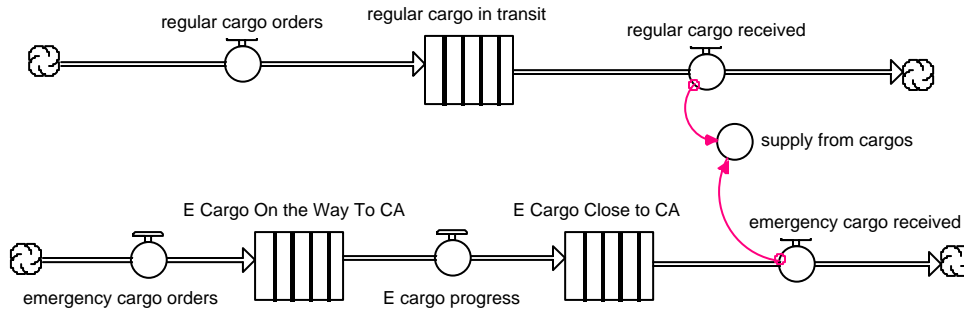 regular cargo orders
regular cargo in transit
regular cargo received
supply from cargos
E Cargo On the Way To CA
E Cargo Close to CA
emergency cargo received
emergency cargo orders
E cargo progress